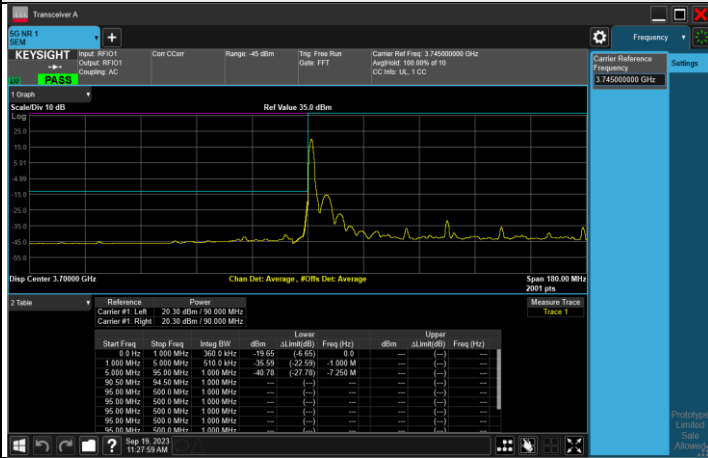 Transceiver A
5G NR 1
SEM
Frequency
KEYSIGHT
Input: RFIO1
Output: RFIO1
Coupling: AC
Corr CCorr
Range: -45 dBm
Trig: Free Run
Gate: FFT
Carrier Ref Freq: 3.745000000 GHz
Avg|Hold: 100.00% of 10
CC Info: UL, 1 CC
PASS
Carrier Reference
Frequency
3.745000000 GHz
Settings
1 Graph
Scale/Div 10 dB
Ref Value 35.0 dBm
Log
25.0
15.0
5.01
-4.99
-15.0
-25.0
-35.0
-45.0
-55.0
Disp Center 3.70000 GHz
Chan Det: Average, #Offs Det: Average
Span 180.00 MHz
2001 pts
2 Table
Reference Power
Carrier #1: Left 20.30 dBm / 90.000 MHz
Carrier #1: Right 20.30 dBm / 90.000 MHz
Measure Trace
Trace 1
Lower Upper
Start Freq Stop Freq Integ BW dBm ΔLimit(dB) Freq (Hz) dBm ΔLimit(dB) Freq (Hz)
0.0 Hz 1.000 MHz 360.0 kHz -19.65 (-6.65) 0.0 --- (---) ---
1.000 MHz 5.000 MHz 510.0 kHz -35.59 (-22.59) -1.000 M --- (---) ---
5.000 MHz 95.00 MHz 1.000 MHz -40.78 (-27.78) -7.250 M --- (---) ---
90.50 MHz 94.50 MHz 1.000 MHz --- (---) --- --- (---) ---
95.00 MHz 500.0 MHz 1.000 MHz --- (---) --- --- (---) ---
95.00 MHz 500.0 MHz 1.000 MHz --- (---) --- --- (---) ---
95.00 MHz 500.0 MHz 1.000 MHz --- (---) --- --- (---) ---
95.00 MHz 500.0 MHz 1.000 MHz --- (---) --- --- (---) ---
95.00 MHz 500.0 MHz 1.000 MHz --- (---) --- --- (---) ---
Prototype
Limited
Sale
Allowed
?
Sep 19, 2023
11:27:59 AM